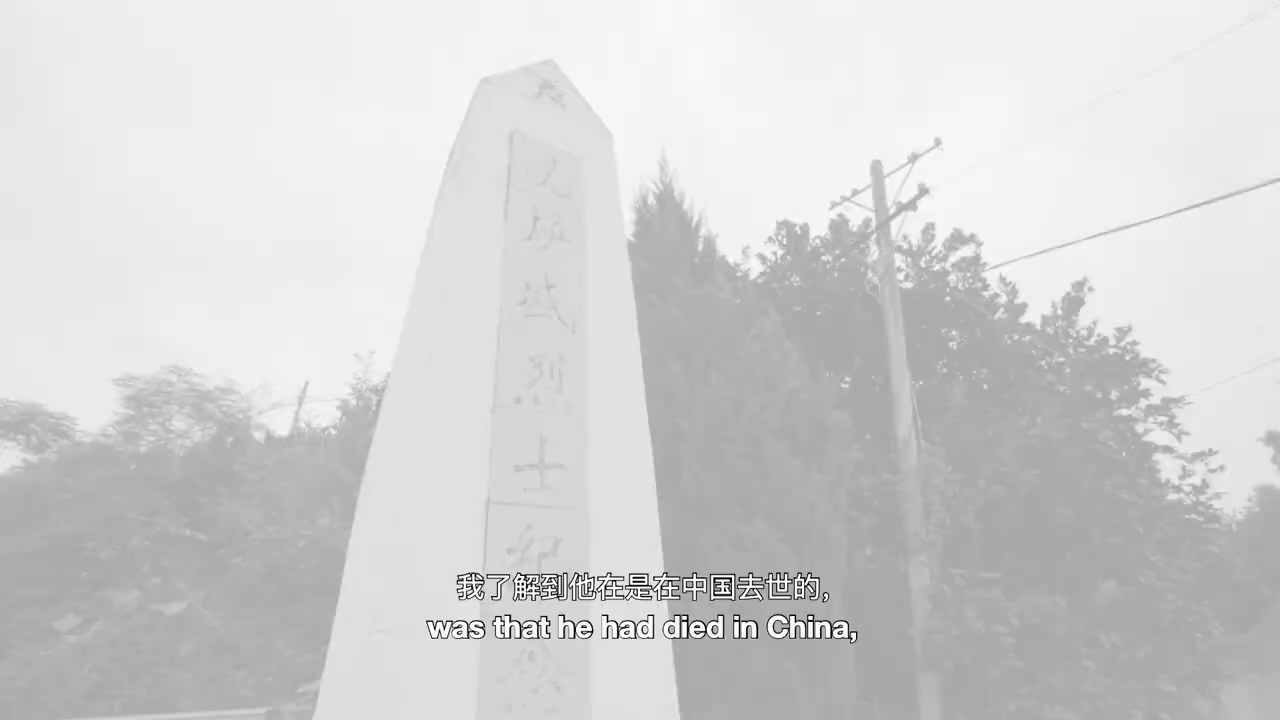 烈士纪
我了解到他在是在中国去世的,
was that he had died in China,